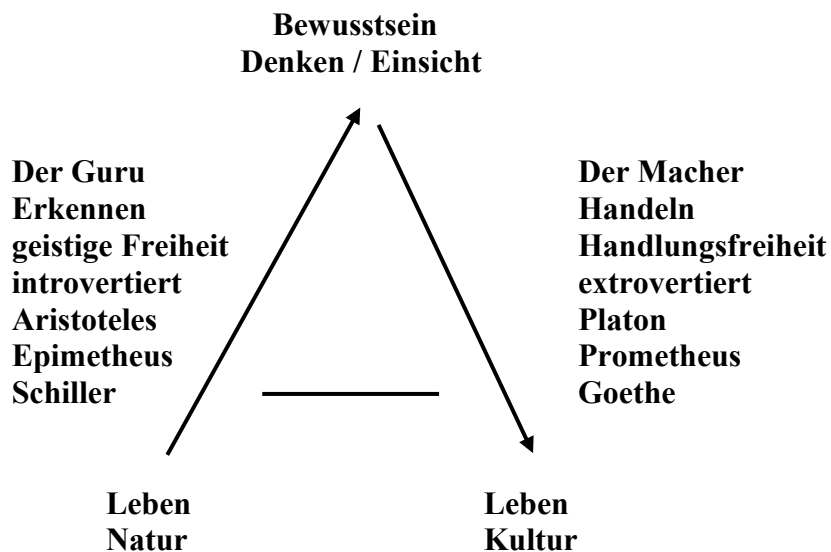 Bewusstsein
Denken / Einsicht
Der Guru
Erkennen
geistige Freiheit
introvertiert
Aristoteles
Epimetheus
Schiller
Der Macher
Handeln
Handlungsfreiheit
extrovertiert
Platon
Prometheus
Goethe
Leben
Natur
Leben
Kultur